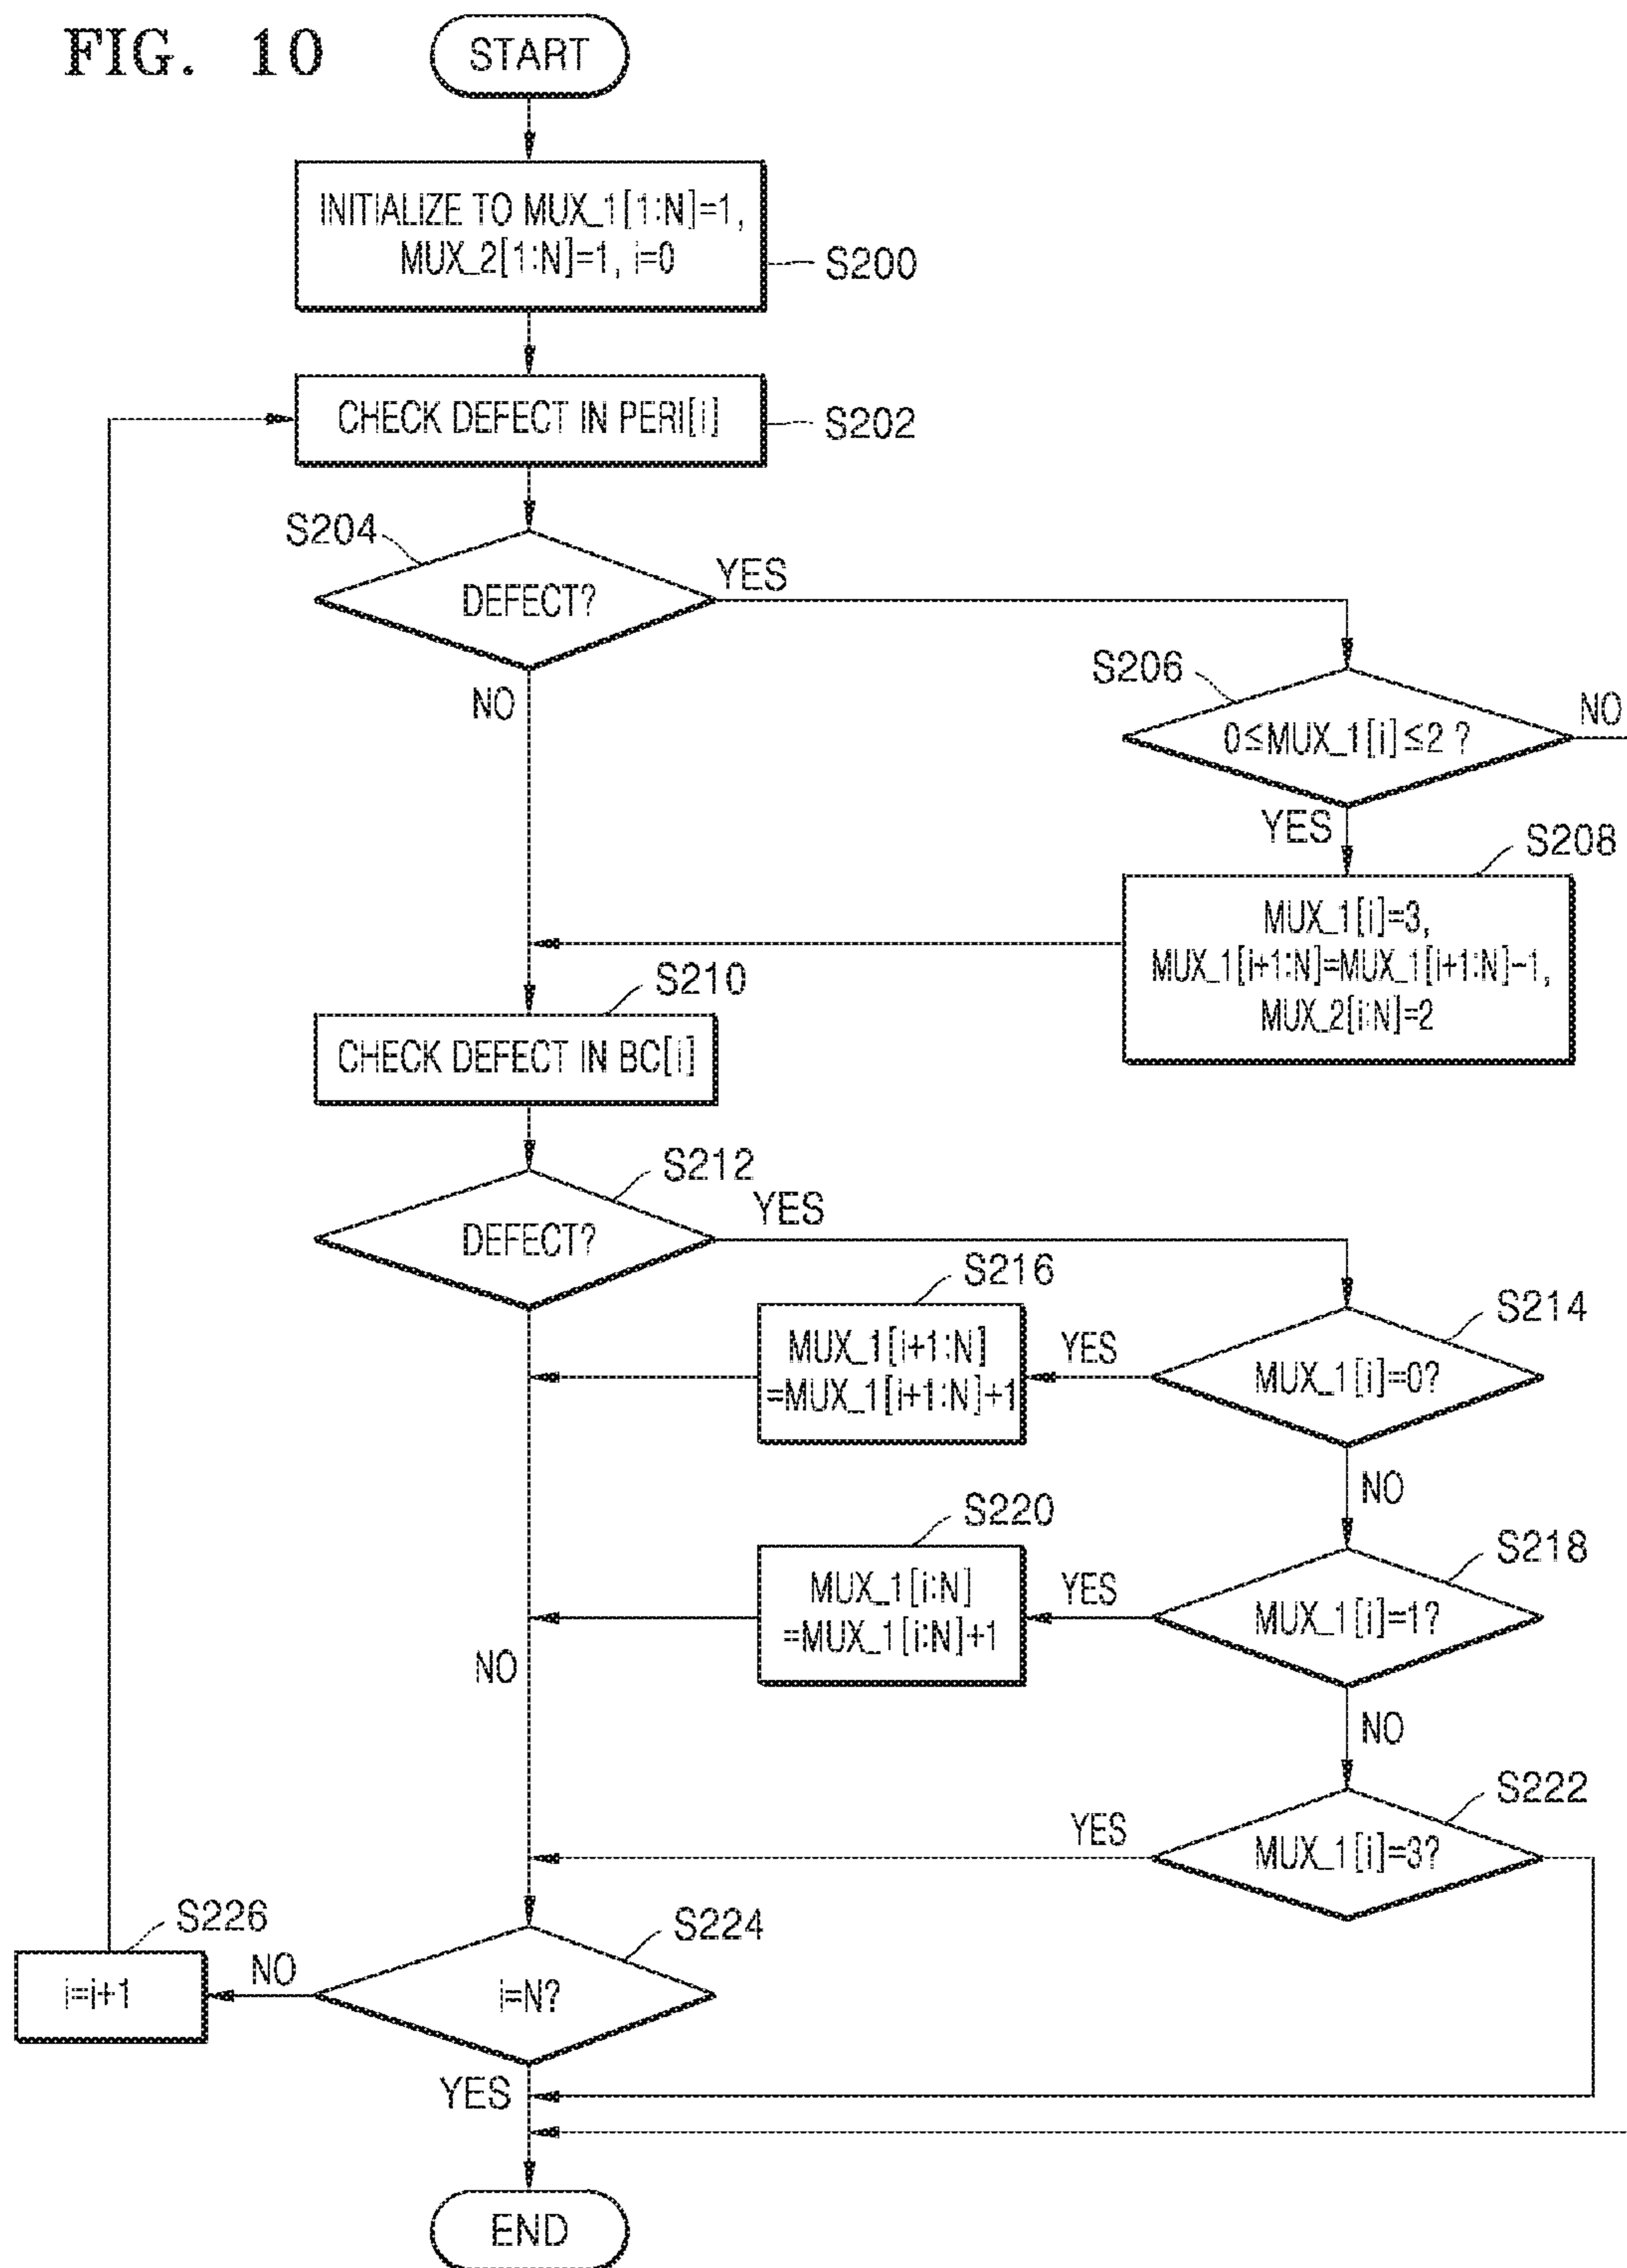 FIG. 10
START
INITIALIZE TO MUX_1[1:N]=1,
MUX_2[1:N]=1, i=0
S200
CHECK DEFECT IN PERI[i]
S202
S204
DEFECT?
YES
NO
S206
0≤MUX_1[i]≤2 ?
NO
YES
S208
MUX_1[i]=3,
MUX_1[i+1:N]=MUX_1[i+1:N]-1,
MUX_2[i:N]=2
S210
CHECK DEFECT IN BC[i]
S212
DEFECT?
YES
S216
MUX_1[i+1:N]
=MUX_1[i+1:N]+1
YES
S214
MUX_1[i]=0?
NO
S220
MUX_1[i:N]
=MUX_1[i:N]+1
YES
S218
MUX_1[i]=1?
NO
NO
S222
YES
MUX_1[i]=3?
S226
i=i+1
NO
S224
i=N?
YES
END